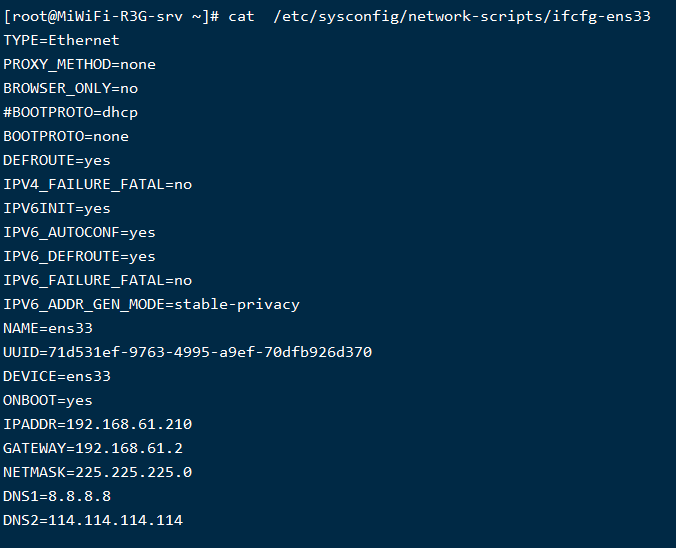 [root@MiWiFi-R3G-srv ~]# cat  /etc/sysconfig/network-scripts/ifcfg-ens33
TYPE=Ethernet
PROXY_METHOD=none
BROWSER_ONLY=no
#BOOTPROTO=dhcp
BOOTPROTO=none
DEFROUTE=yes
IPV4_FAILURE_FATAL=no
IPV6INIT=yes
IPV6_AUTOCONF=yes
IPV6_DEFROUTE=yes
IPV6_FAILURE_FATAL=no
IPV6_ADDR_GEN_MODE=stable-privacy
NAME=ens33
UUID=71d531ef-9763-4995-a9ef-70dfb926d370
DEVICE=ens33
ONBOOT=yes
IPADDR=192.168.61.210
GATEWAY=192.168.61.2
NETMASK=225.225.225.0
DNS1=8.8.8.8
DNS2=114.114.114.114